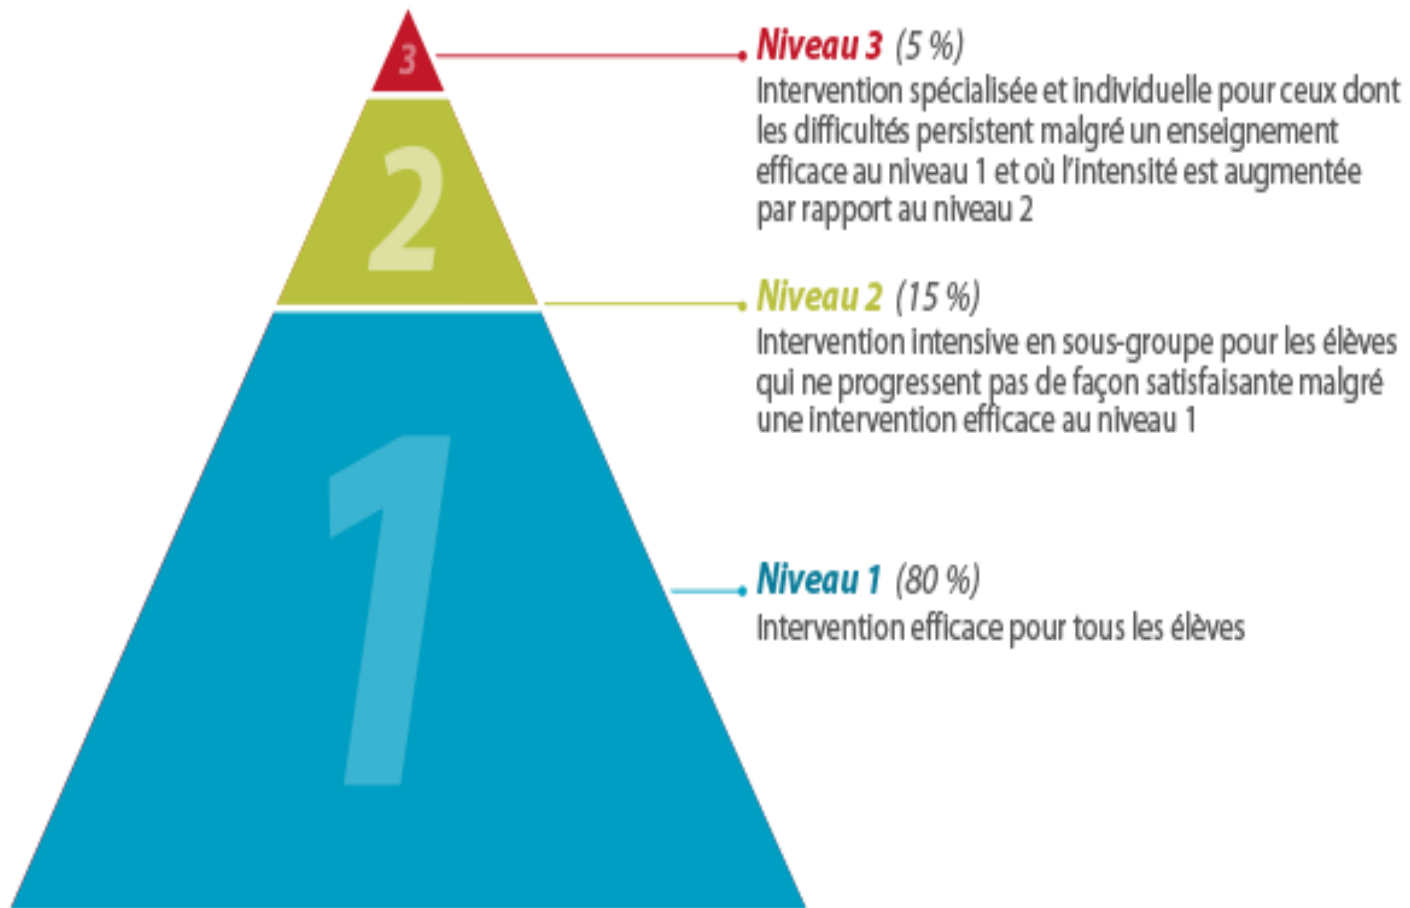 3
Niveau 3 (5 %)
Intervention spécialisée et individuelle pour ceux dont
les difficultés persistent malgré un enseignement
efficace au niveau 1 et où l'intensité est augmentée
par rapport au niveau 2
2
Niveau 2 (15 %)
Intervention intensive en sous-groupe pour les élèves
qui ne progressent pas de façon satisfaisante malgré
une intervention efficace au niveau 1
1
Niveau 1 (80 %)
Intervention efficace pour tous les élèves